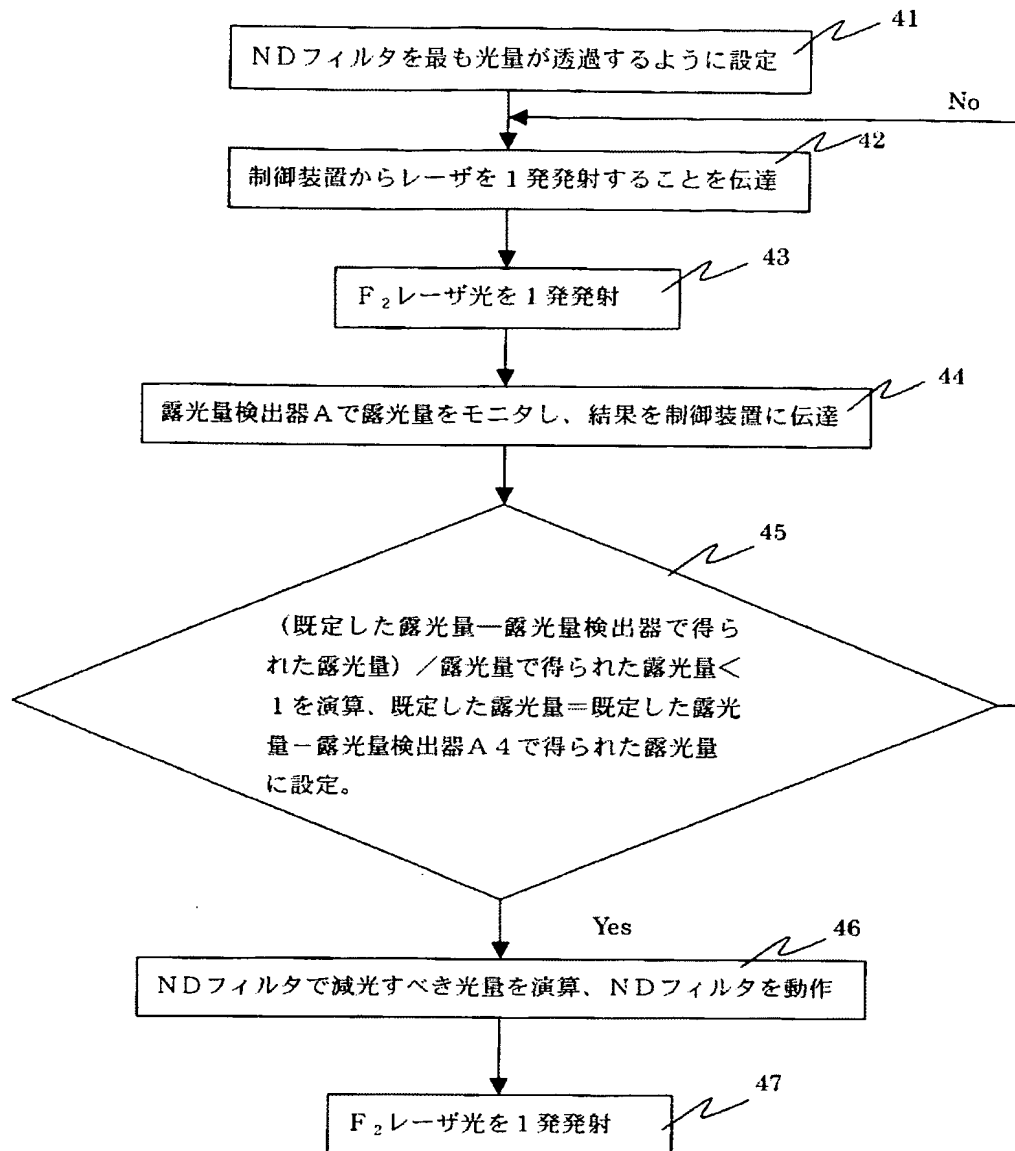 41
NDフィルタを最も光量が透過するように設定
No
42
制御装置からレーザを1発発射することを伝達
43
F₂レーザ光を1発発射
44
露光量検出器Aで露光量をモニタし、結果を制御装置に伝達
45
(既定した露光量―露光量検出器で得ら
れた露光量)/露光量で得られた露光量<
1を演算、既定した露光量=既定した露光
量-露光量検出器A4で得られた露光量
に設定。
Yes
46
NDフィルタで減光すべき光量を演算、NDフィルタを動作
47
F₂レーザ光を1発発射